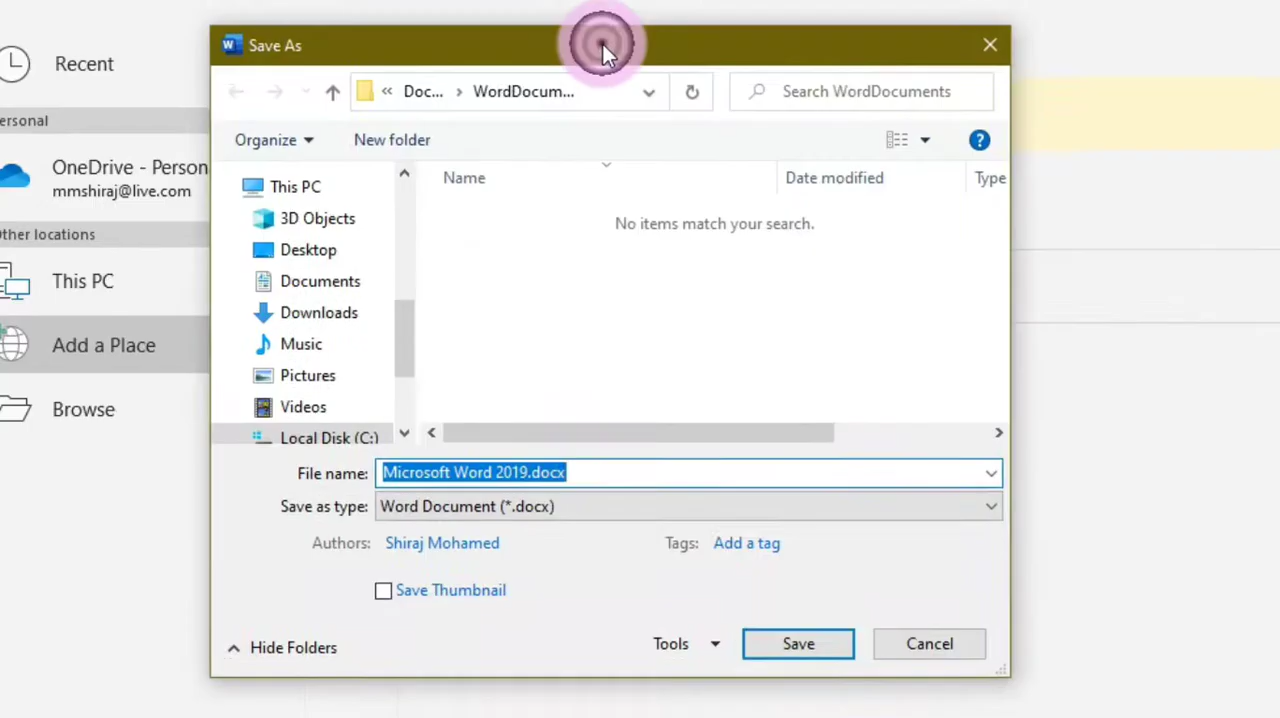 Save As
Recent
« Doc... > WordDocum...
Search WordDocuments
ersonal
Organize
New folder
OneDrive - Person
mmshiraj@live.com
Name
Date modified
Type
This PC
3D Objects
No items match your search.
ther locations
Desktop
This PC
Documents
Downloads
Add a Place
Music
Pictures
Browse
Videos
Local Disk (C:)
File name: Microsoft Word 2019.docx
Save as type: Word Document (*.docx)
Authors: Shiraj Mohamed
Tags: Add a tag
Save Thumbnail
Hide Folders
Tools
Save
Cancel